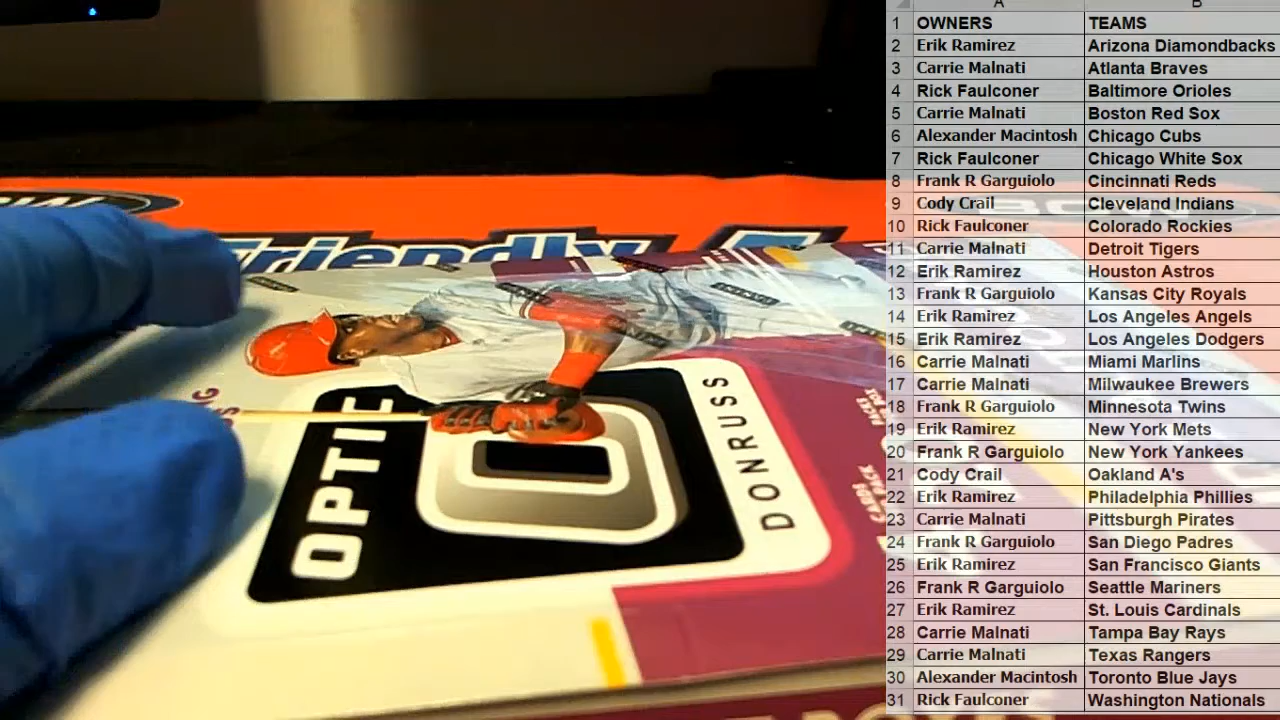 A B
1 OWNERS TEAMS
2 Erik Ramirez Arizona Diamondbacks
3 Carrie Malnati Atlanta Braves
4 Rick Faulconer Baltimore Orioles
5 Carrie Malnati Boston Red Sox
6 Alexander Macintosh Chicago Cubs
7 Rick Faulconer Chicago White Sox
8 Frank R Garguiolo Cincinnati Reds
9 Cody Crail Cleveland Indians
10 Rick Faulconer Colorado Rockies
11 Carrie Malnati Detroit Tigers
12 Erik Ramirez Houston Astros
13 Frank R Garguiolo Kansas City Royals
14 Erik Ramirez Los Angeles Angels
15 Erik Ramirez Los Angeles Dodgers
16 Carrie Malnati Miami Marlins
17 Carrie Malnati Milwaukee Brewers
18 Frank R Garguiolo Minnesota Twins
19 Erik Ramirez New York Mets
20 Frank R Garguiolo New York Yankees
21 Cody Crail Oakland A's
22 Erik Ramirez Philadelphia Phillies
23 Carrie Malnati Pittsburgh Pirates
24 Frank R Garguiolo San Diego Padres
25 Erik Ramirez San Francisco Giants
26 Frank R Garguiolo Seattle Mariners
27 Erik Ramirez St. Louis Cardinals
28 Carrie Malnati Tampa Bay Rays
29 Carrie Malnati Texas Rangers
30 Alexander Macintosh Toronto Blue Jays
31 Rick Faulconer Washington Nationals
BCW
Friendly
OPTIC
DONRUSS